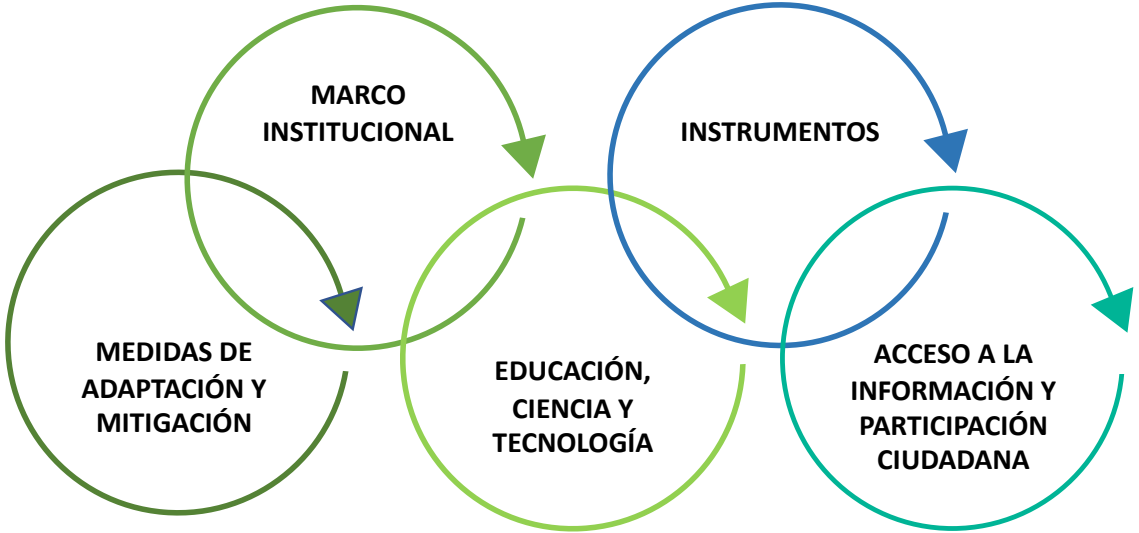 MARCO
INSTITUCIONAL
INSTRUMENTOS
MEDIDAS DE
ADAPTACIÓN Y
MITIGACIÓN
EDUCACIÓN,
CIENCIA Y
TECNOLOGÍA
ACCESO A LA
INFORMACIÓN Y
PARTICIPACIÓN
CIUDADANA